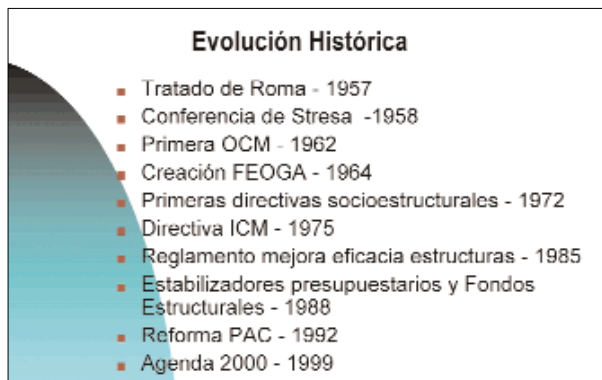 Evolución Histórica
Tratado de Roma - 1957
Conferencia de Stresa -1958
Primera OCM - 1962
Creación FEOGA - 1964
Primeras directivas socioestructurales - 1972
Directiva ICM - 1975
Reglamento mejora eficacia estructuras - 1985
Estabilizadores presupuestarios y Fondos
Estructurales - 1988
Reforma PAC - 1992
Agenda 2000 - 1999